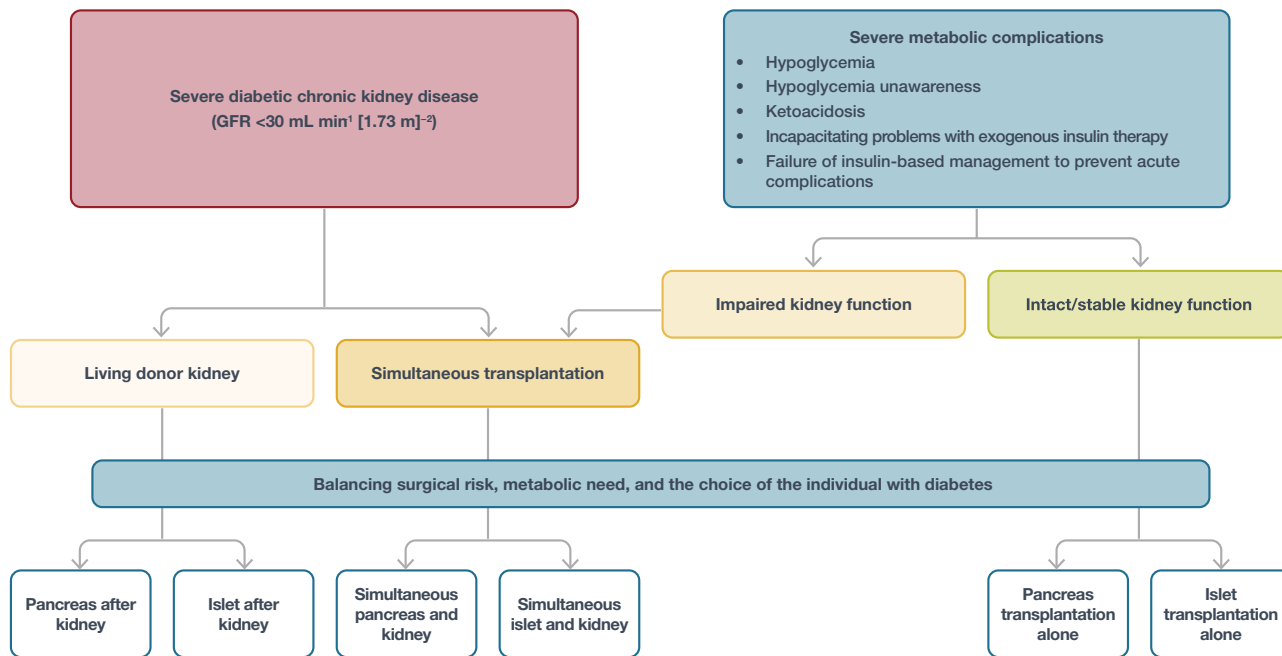 Severe diabetic chronic kidney disease
(GFR <30 mL min¹ [1.73 m]⁻²)
Severe metabolic complications
• Hypoglycemia
• Hypoglycemia unawareness
• Ketoacidosis
• Incapacitating problems with exogenous insulin therapy
• Failure of insulin-based management to prevent acute
complications
Impaired kidney function
Intact/stable kidney function
Living donor kidney
Simultaneous transplantation
Balancing surgical risk, metabolic need, and the choice of the individual with diabetes
Pancreas after
kidney
Islet after
kidney
Simultaneous
pancreas and
kidney
Simultaneous
islet and kidney
Pancreas
transplantation
alone
Islet
transplantation
alone